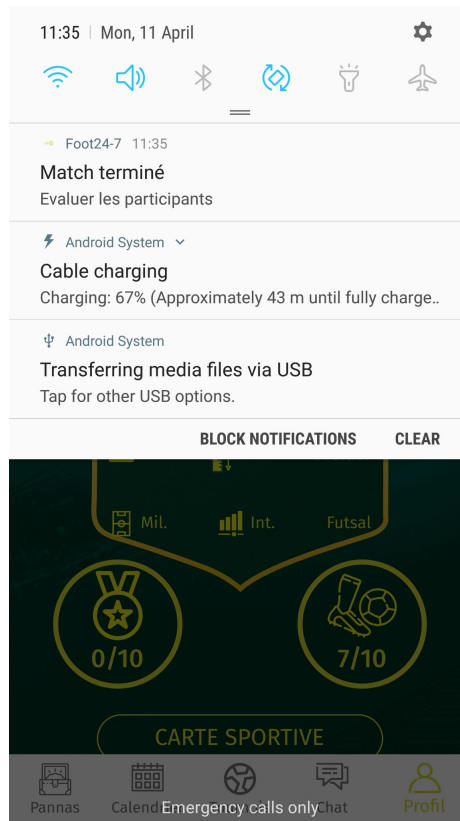 11:35 | Mon, 11 April
Foot24-7 11:35
Match terminé
Evaluer les participants
Android System
Cable charging
Charging: 67% (Approximately 43 m until fully charge..
Android System
Transferring media files via USB
Tap for other USB options.
BLOCK NOTIFICATIONS CLEAR
Mil. Int. Futsal
0/10 7/10
CARTE SPORTIVE
Pannas Chat Profil
Emergency calls only